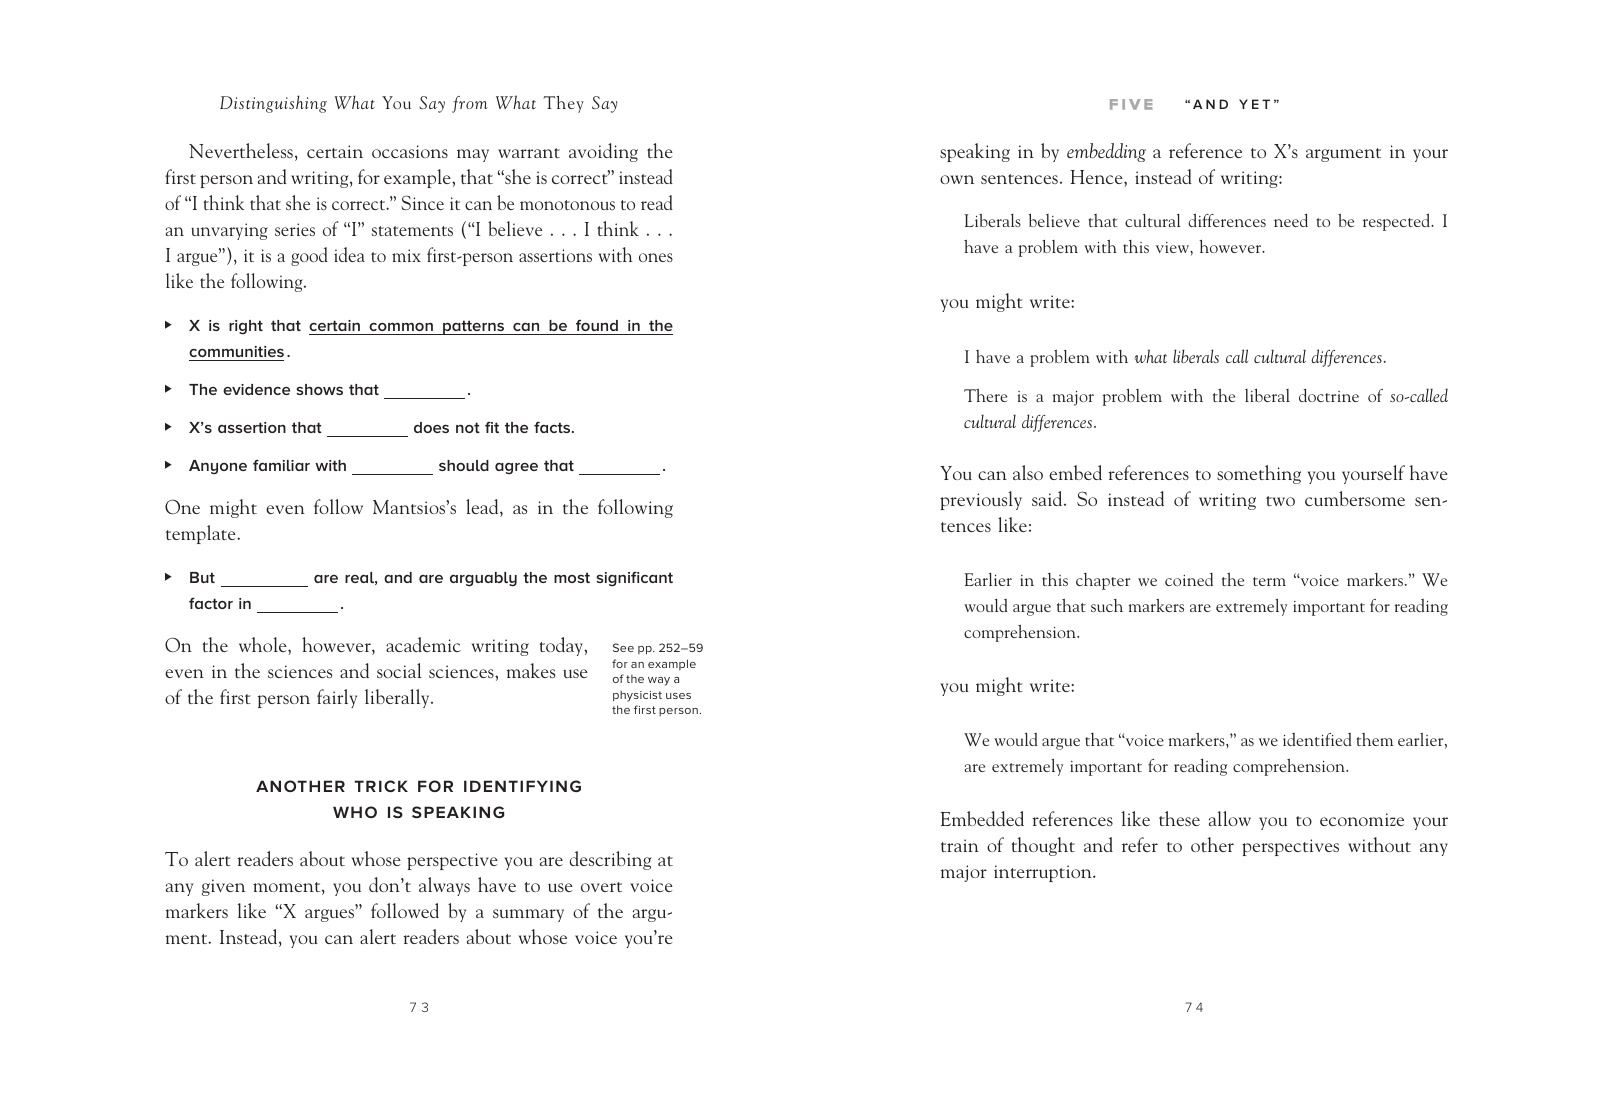 Distinguishing What You Say from What They Say
Nevertheless, certain occasions may warrant avoiding the
first person and writing, for example, that “she is correct” instead
of “I think that she is correct.” Since it can be monotonous to read
an unvarying series of “I” statements (“I believe . . . I think . . .
I argue”), it is a good idea to mix first-person assertions with ones
like the following.
▸ X is right that certain common patterns can be found in the
communities.
▸ The evidence shows that _________.
▸ X’s assertion that _________ does not fit the facts.
▸ Anyone familiar with _________ should agree that _________.
One might even follow Mantsios’s lead, as in the following
template.
▸ But _________ are real, and are arguably the most significant
factor in _________.
On the whole, however, academic writing today,
even in the sciences and social sciences, makes use
of the first person fairly liberally.
See pp. 252–59
for an example
of the way a
physicist uses
the first person.
ANOTHER TRICK FOR IDENTIFYING
WHO IS SPEAKING
To alert readers about whose perspective you are describing at
any given moment, you don’t always have to use overt voice
markers like “X argues” followed by a summary of the argu-
ment. Instead, you can alert readers about whose voice you’re
73
FIVE “AND YET”
speaking in by embedding a reference to X’s argument in your
own sentences. Hence, instead of writing:
Liberals believe that cultural differences need to be respected. I
have a problem with this view, however.
you might write:
I have a problem with what liberals call cultural differences.
There is a major problem with the liberal doctrine of so-called
cultural differences.
You can also embed references to something you yourself have
previously said. So instead of writing two cumbersome sen-
tences like:
Earlier in this chapter we coined the term “voice markers.” We
would argue that such markers are extremely important for reading
comprehension.
you might write:
We would argue that “voice markers,” as we identified them earlier,
are extremely important for reading comprehension.
Embedded references like these allow you to economize your
train of thought and refer to other perspectives without any
major interruption.
74